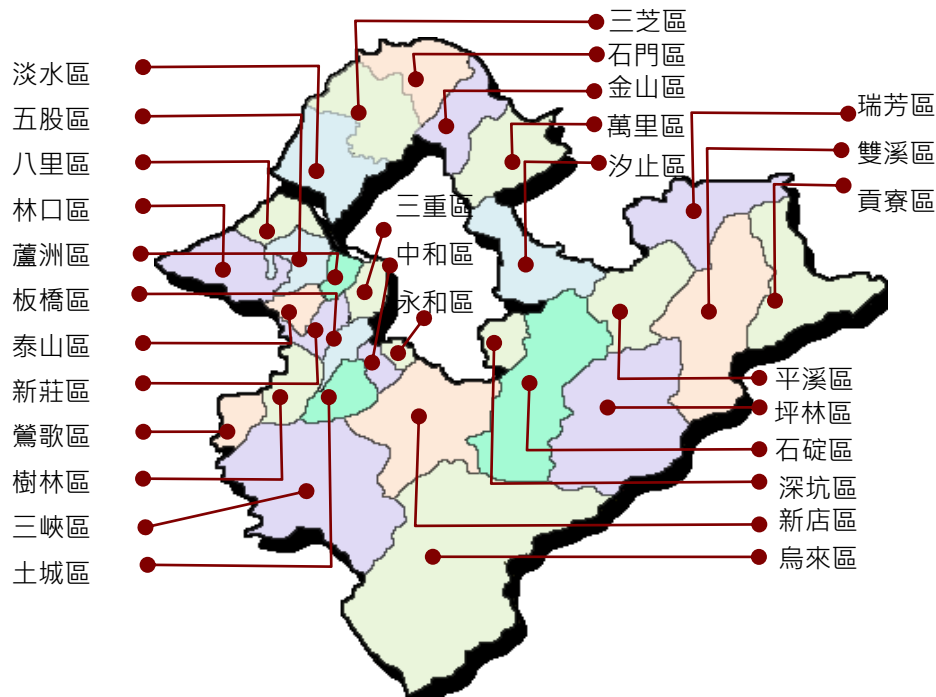 淡水區
五股區
八里區
林口區
蘆洲區
板橋區
泰山區
新莊區
鶯歌區
樹林區
三峽區
土城區
三重區
中和區
永和區
三芝區
石門區
金山區
萬里區
汐止區
瑞芳區
雙溪區
貢寮區
平溪區
坪林區
石碇區
深坑區
新店區
烏來區